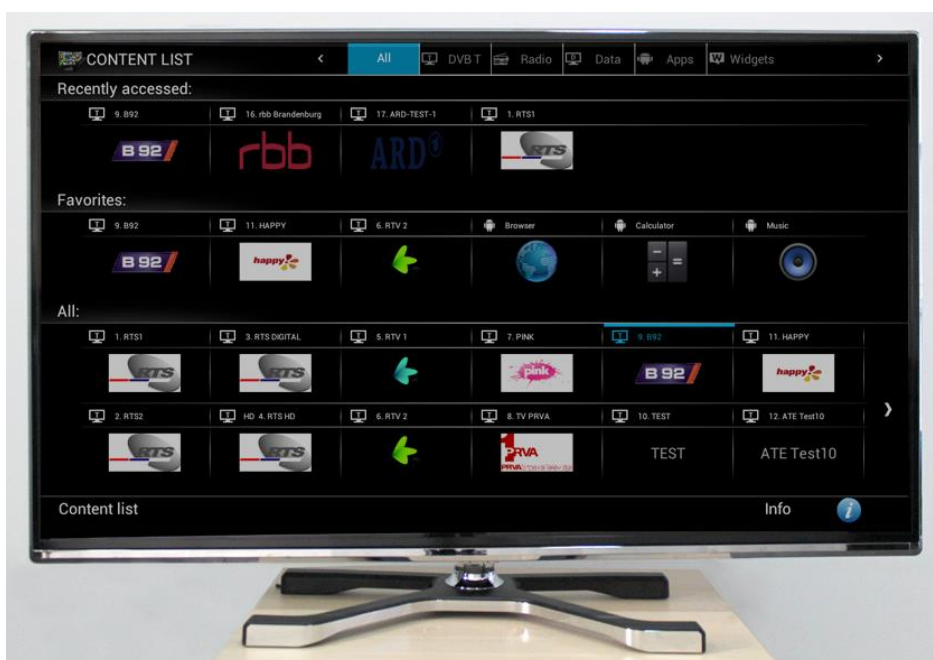 CONTENT LIST < All DVB T Radio Data Apps Widgets >
Recently accessed:
9. B92 16. rbb Brandenburg 17. ARD-TEST-1 1. RTS1
B 92 rbb ARD RTS
Favorites:
9. B92 11. HAPPY 6. RTV 2 Browser Calculator Music
B 92 happy
All:
1. RTS1 3. RTS DIGITAL 5. RTV 1 7. PINK 9. B92 11. HAPPY
RTS RTS pink B 92 happy
2. RTS2 HD 4. RTS HD 6. RTV 2 8. TV PRVA 10. TEST 12. ATE Test10
RTS RTS 1PRVA TEST ATE Test10
Content list Info i